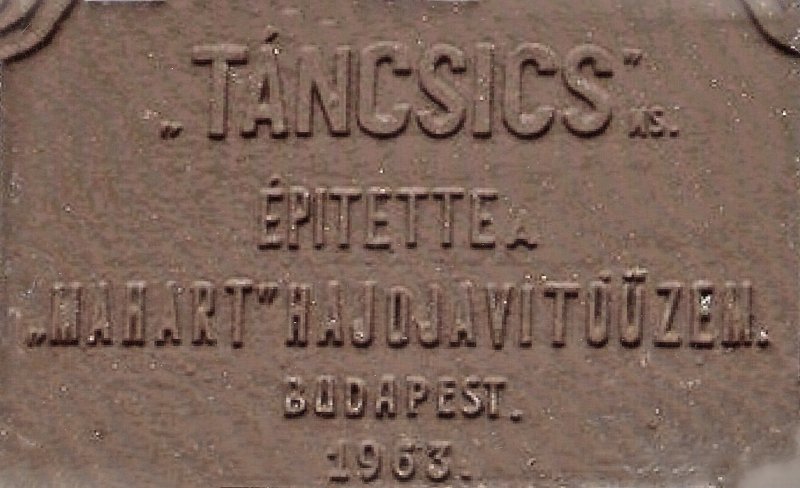 „TÁNCSICS" KS.
ÉPITETTE A
„MAHART" HAJÓJAVITÓÜZEM.
BUDAPEST.
1963.